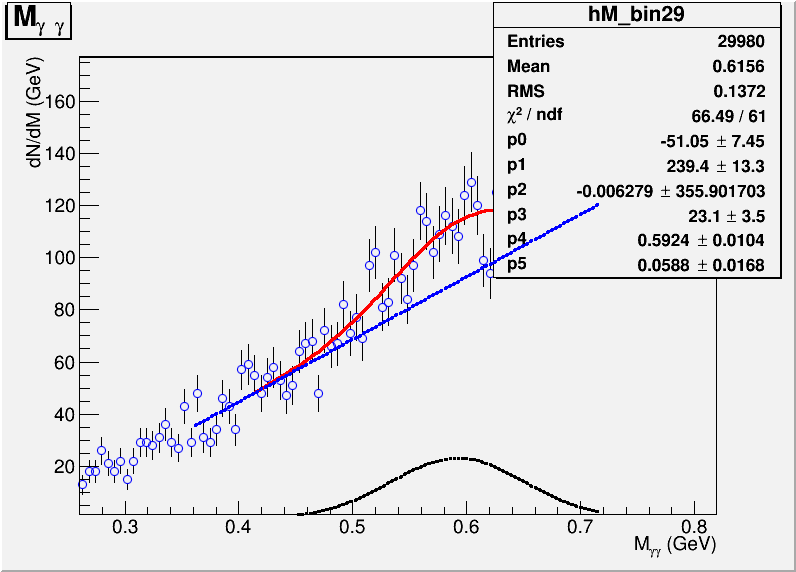 M γ γ
hM_bin29
Entries 29980
Mean 0.6156
RMS 0.1372
χ² / ndf 66.49 / 61
p0 -51.05 ± 7.45
p1 239.4 ± 13.3
p2 -0.006279 ± 355.901703
p3 23.1 ± 3.5
p4 0.5924 ± 0.0104
p5 0.0588 ± 0.0168
dN/dM (GeV)
160
140
120
100
80
60
40
20
0.3 0.4 0.5 0.6 0.7 0.8
Mγγ (GeV)